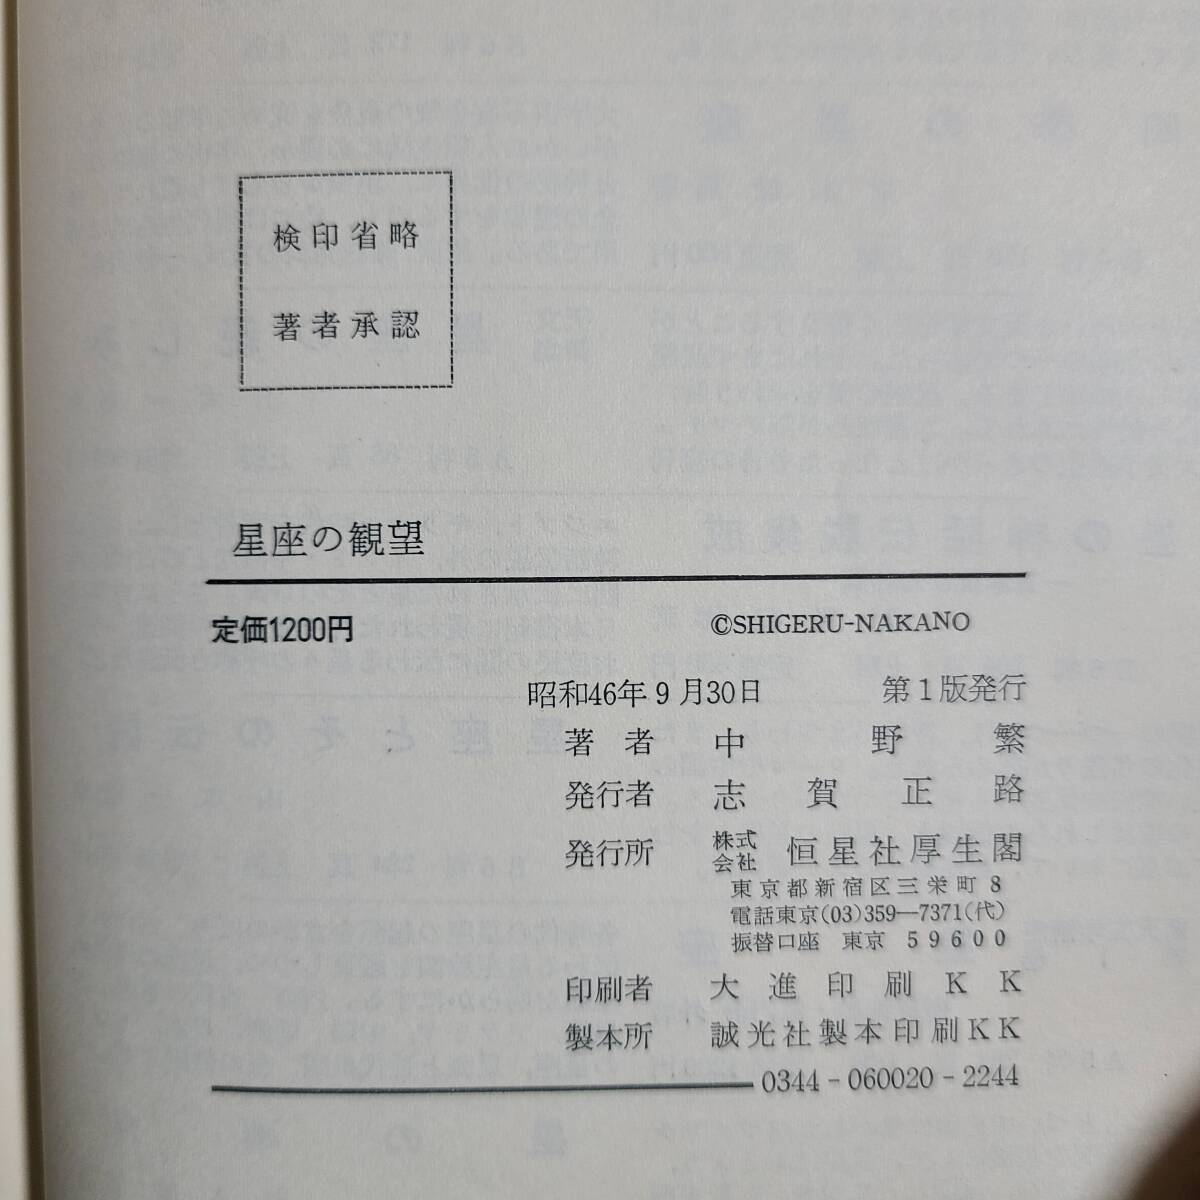 検印省略
著者承認
星座の観望
定価1200円
©SHIGERU-NAKANO
昭和46年9月30日 第1版発行
著者 中野繁
発行者 志賀正路
発行所 株式会社 恒星社厚生閣
東京都新宿区三栄町8
電話東京(03)359―7371(代)
振替口座 東京 59600
印刷者 大進印刷KK
製本所 誠光社製本印刷KK
0344-060020-2244